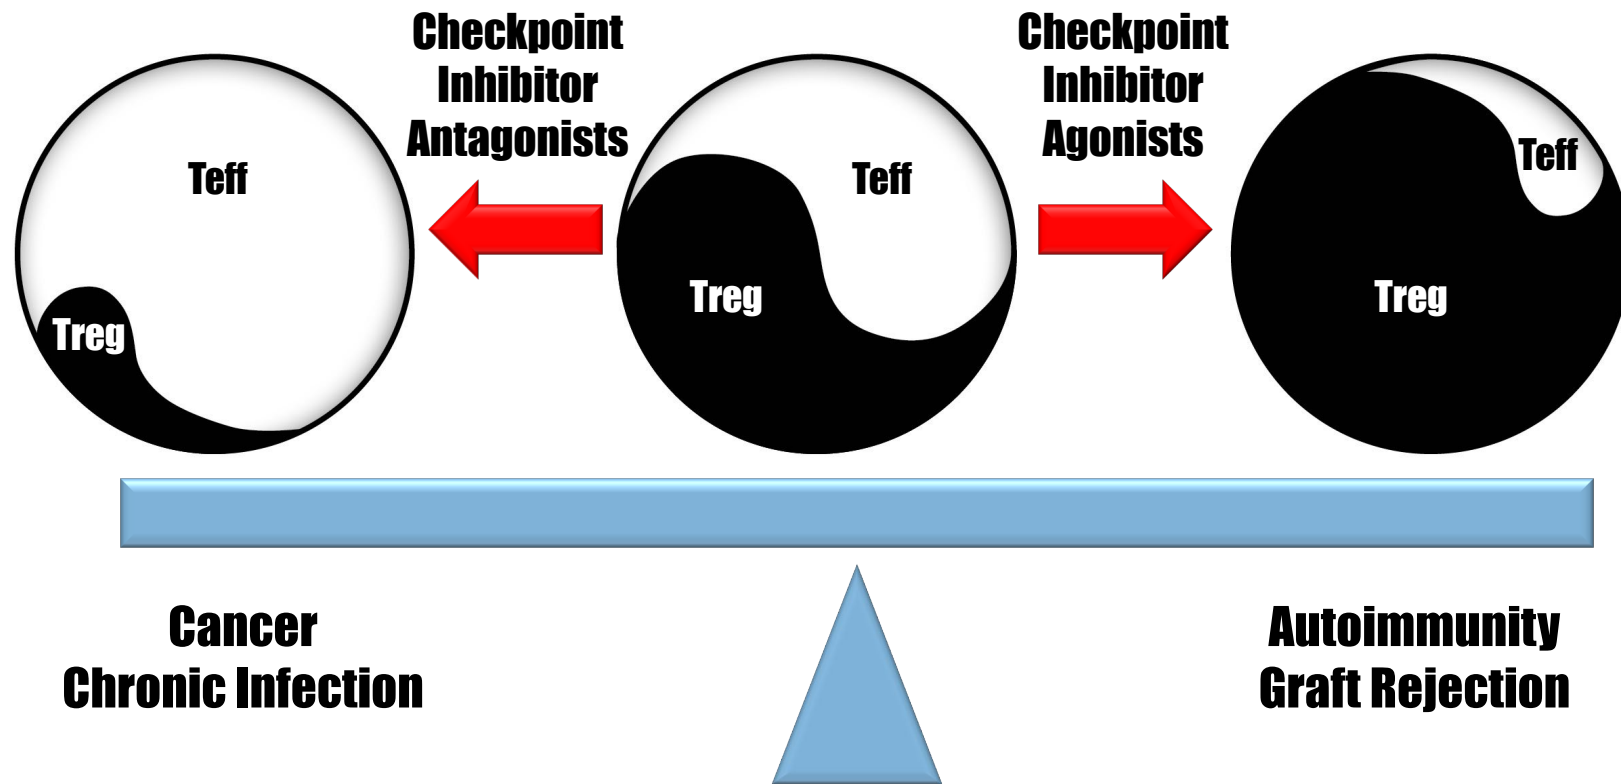 Checkpoint
Inhibitor
Antagonists
Checkpoint
Inhibitor
Agonists
Teff
Treg
Teff
Treg
Teff
Treg
Cancer
Chronic Infection
Autoimmunity
Graft Rejection